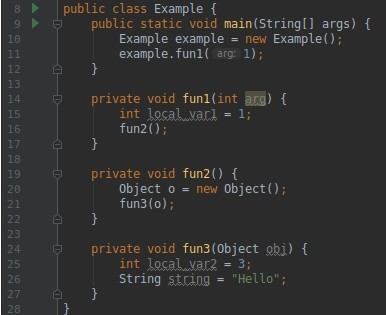 8 public class Example {
9 public static void main(String[] args) {
10 Example example = new Example();
11 example.fun1( arg: 1);
12 }
13
14 private void fun1(int arg) {
15 int local_var1 = 1;
16 fun2();
17 }
18
19 private void fun2() {
20 Object o = new Object();
21 fun3(o);
22 }
23
24 private void fun3(Object obj) {
25 int local_var2 = 3;
26 String string = "Hello";
27 }
28 }